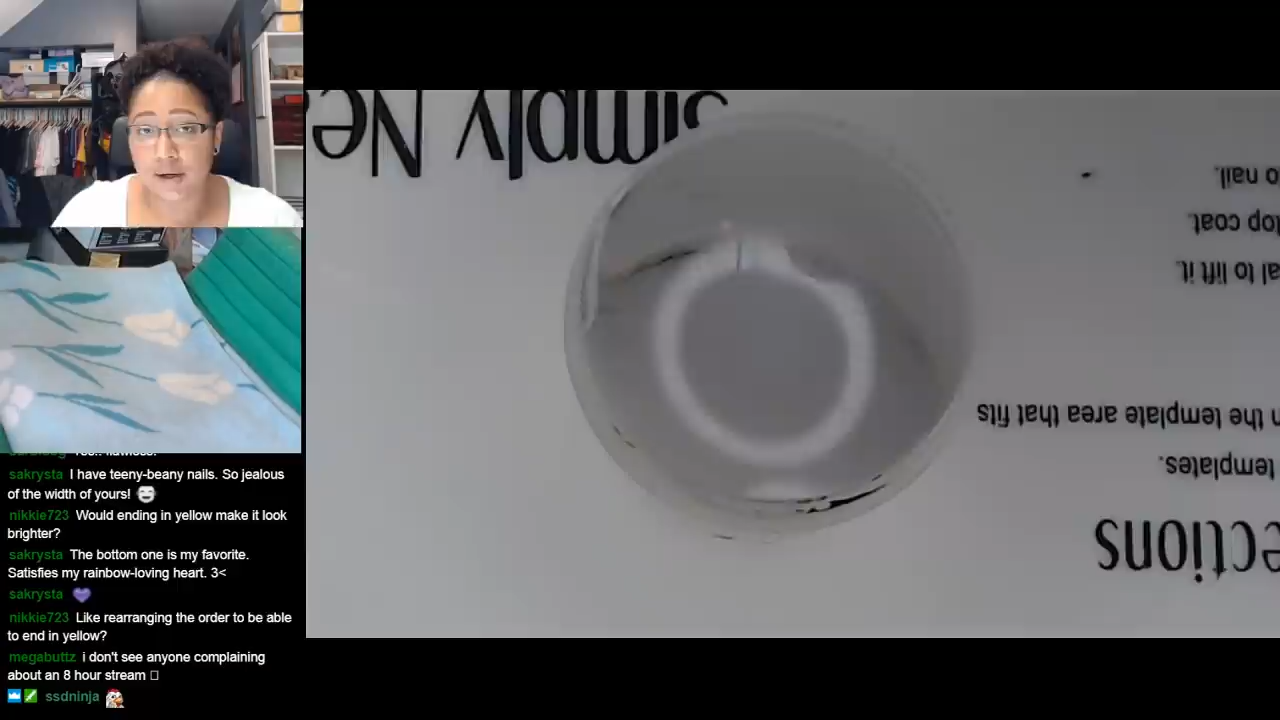 Yes.. flawless.
sakrysta I have teeny-beany nails. So jealous
of the width of yours!
nikkie723 Would ending in yellow make it look
brighter?
sakrysta The bottom one is my favorite.
Satisfies my rainbow-loving heart. 3<
sakrysta
nikkie723 Like rearranging the order to be able
to end in yellow?
megabuttz i don't see anyone complaining
about an 8 hour stream
ssdninja
ections
templates.
the template area that fits
al to lift it.
top coat.
o nail.
Simply Ne